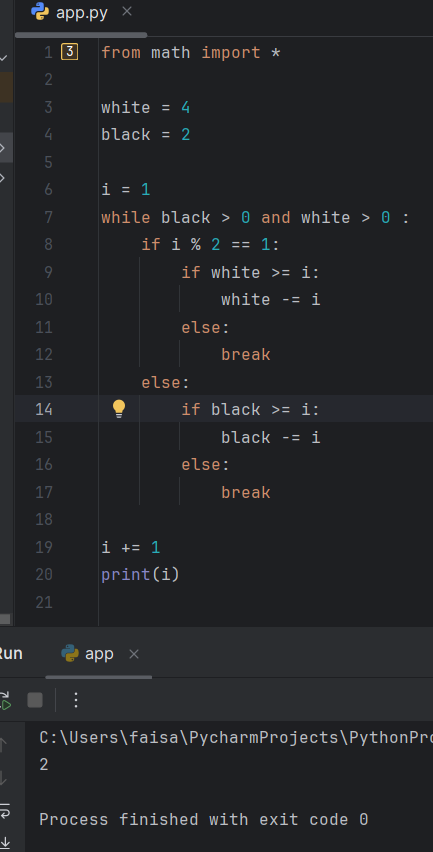 app.py ×
1 3 from math import *
2
3 white = 4
4 black = 2
5
6 i = 1
7 while black > 0 and white > 0 :
8 if i % 2 == 1:
9 if white >= i:
10 white -= i
11 else:
12 break
13 else:
14 if black >= i:
15 black -= i
16 else:
17 break
18
19 i += 1
20 print(i)
21
app ×
C:\Users\faisa\PycharmProjects\
2

Process finished with exit code 0